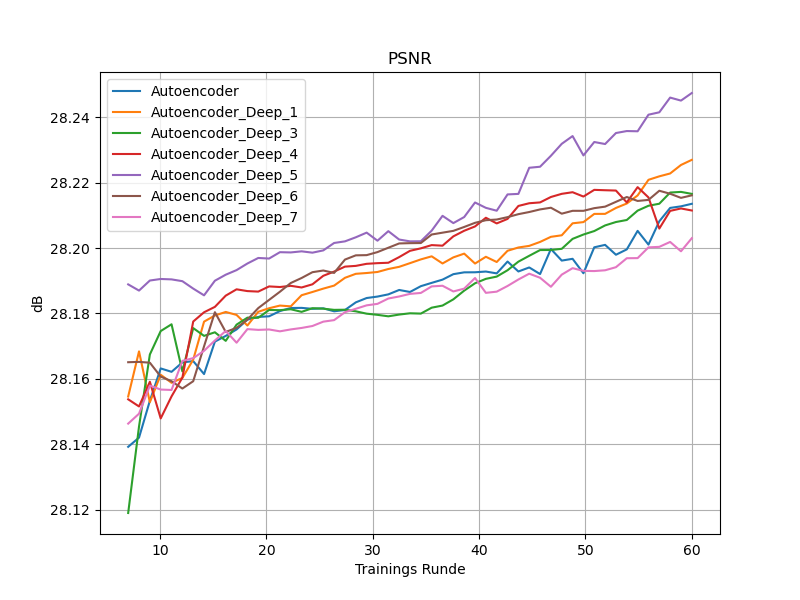 PSNR
Autoencoder
Autoencoder_Deep_1
Autoencoder_Deep_3
Autoencoder_Deep_4
Autoencoder_Deep_5
Autoencoder_Deep_6
Autoencoder_Deep_7
28.24
28.22
28.20
28.18
28.16
28.14
28.12
dB
10 20 30 40 50 60
Trainings Runde